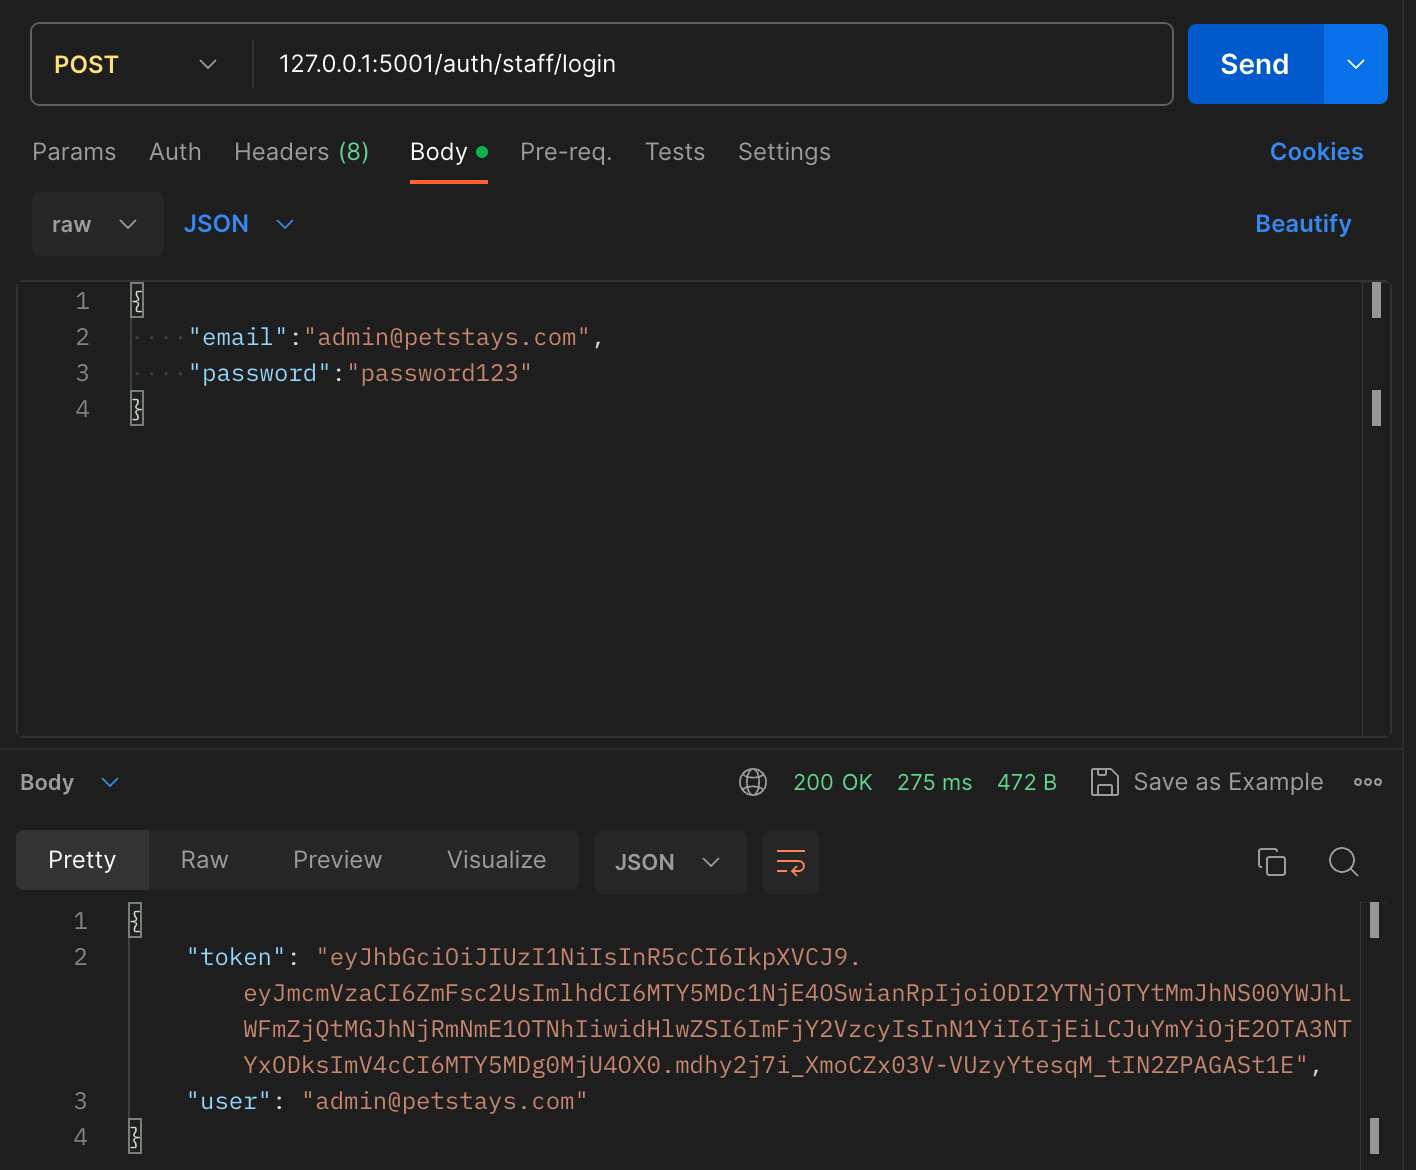 POST 127.0.0.1:5001/auth/staff/login Send
Params Auth Headers (8) Body Pre-req. Tests Settings Cookies
raw JSON Beautify
1 {
2 "email":"admin@petstays.com",
3 "password":"password123"
4 }
Body 200 OK 275 ms 472 B Save as Example
Pretty Raw Preview Visualize JSON
1 {
2 "token": "eyJhbGciOiJIUzI1NiIsInR5cCI6IkpXVCJ9.
eyJmcmVzaCI6ZmFsc2UsImlhdCI6MTY5MDc1NjE4OSwianRpIjoiODI2YTNjOTYtMmJhNS00YWJhL
WFmZjQtMGJhNjRmNmE1OTNhIiwidHlwZSI6ImFjY2VzcyIsInN1YiI6IjEiLCJuYmYiOjE2OTA3NT
YxODksImV4cCI6MTY5MDg0MjU4OX0.mdhy2j7i_XmoCZx03V-VUzyYtesqM_tIN2ZPAGASt1E",
3 "user": "admin@petstays.com"
4 }